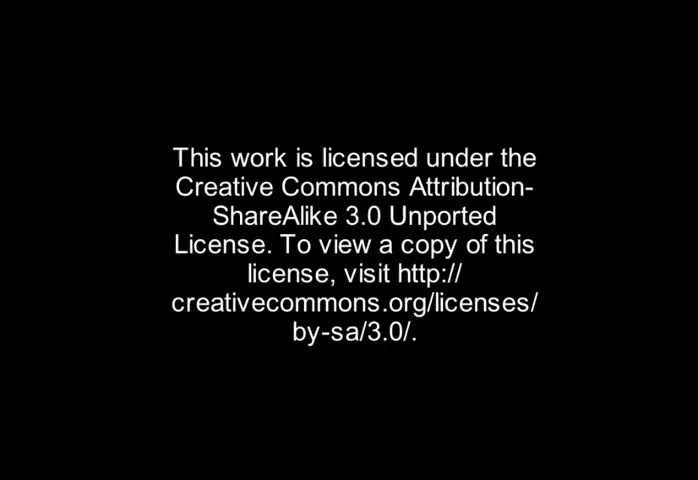 This work is licensed under the
Creative Commons Attribution-
ShareAlike 3.0 Unported
License. To view a copy of this
license, visit http://
creativecommons.org/licenses/
by-sa/3.0/.